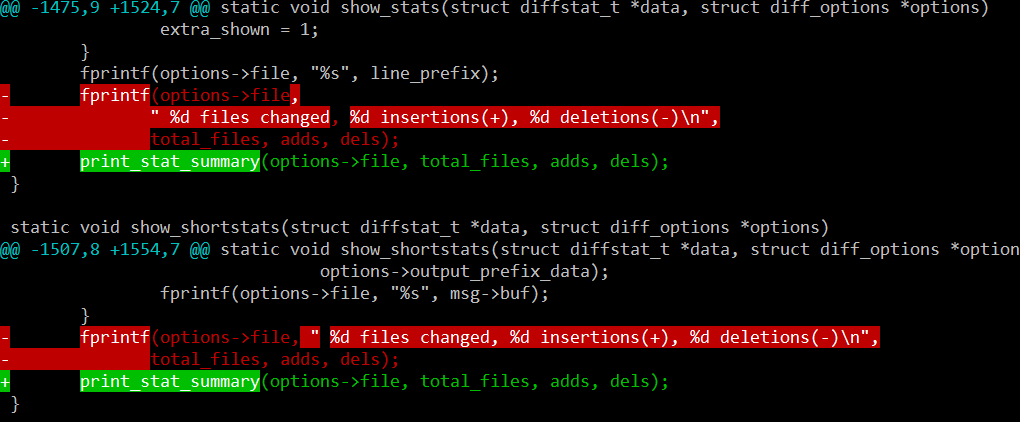 @@ -1475,9 +1524,7 @@ static void show_stats(struct diffstat_t *data, struct diff_options *options)
                extra_shown = 1;
        }
        fprintf(options->file, "%s", line_prefix);
-       fprintf(options->file,
-              " %d files changed, %d insertions(+), %d deletions(-)\n",
-              total_files, adds, dels);
+       print_stat_summary(options->file, total_files, adds, dels);
 }

 static void show_shortstats(struct diffstat_t *data, struct diff_options *options)
@@ -1507,8 +1554,7 @@ static void show_shortstats(struct diffstat_t *data, struct diff_options *option
                                options->output_prefix_data);
                fprintf(options->file, "%s", msg->buf);
        }
-       fprintf(options->file, " %d files changed, %d insertions(+), %d deletions(-)\n",
-              total_files, adds, dels);
+       print_stat_summary(options->file, total_files, adds, dels);
 }